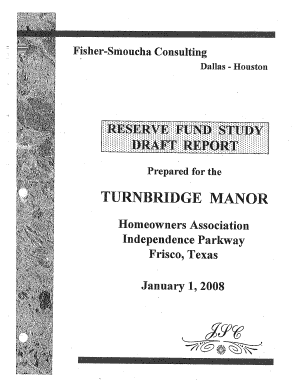 Fisher-Smoucha Consulting
Dallas - Houston
RESERVE FUND STUDY
DRAFT REPORT
Prepared for the
TURNBRIDGE MANOR
Homeowners Association
Independence Parkway
Frisco, Texas
January 1, 2008
JSC